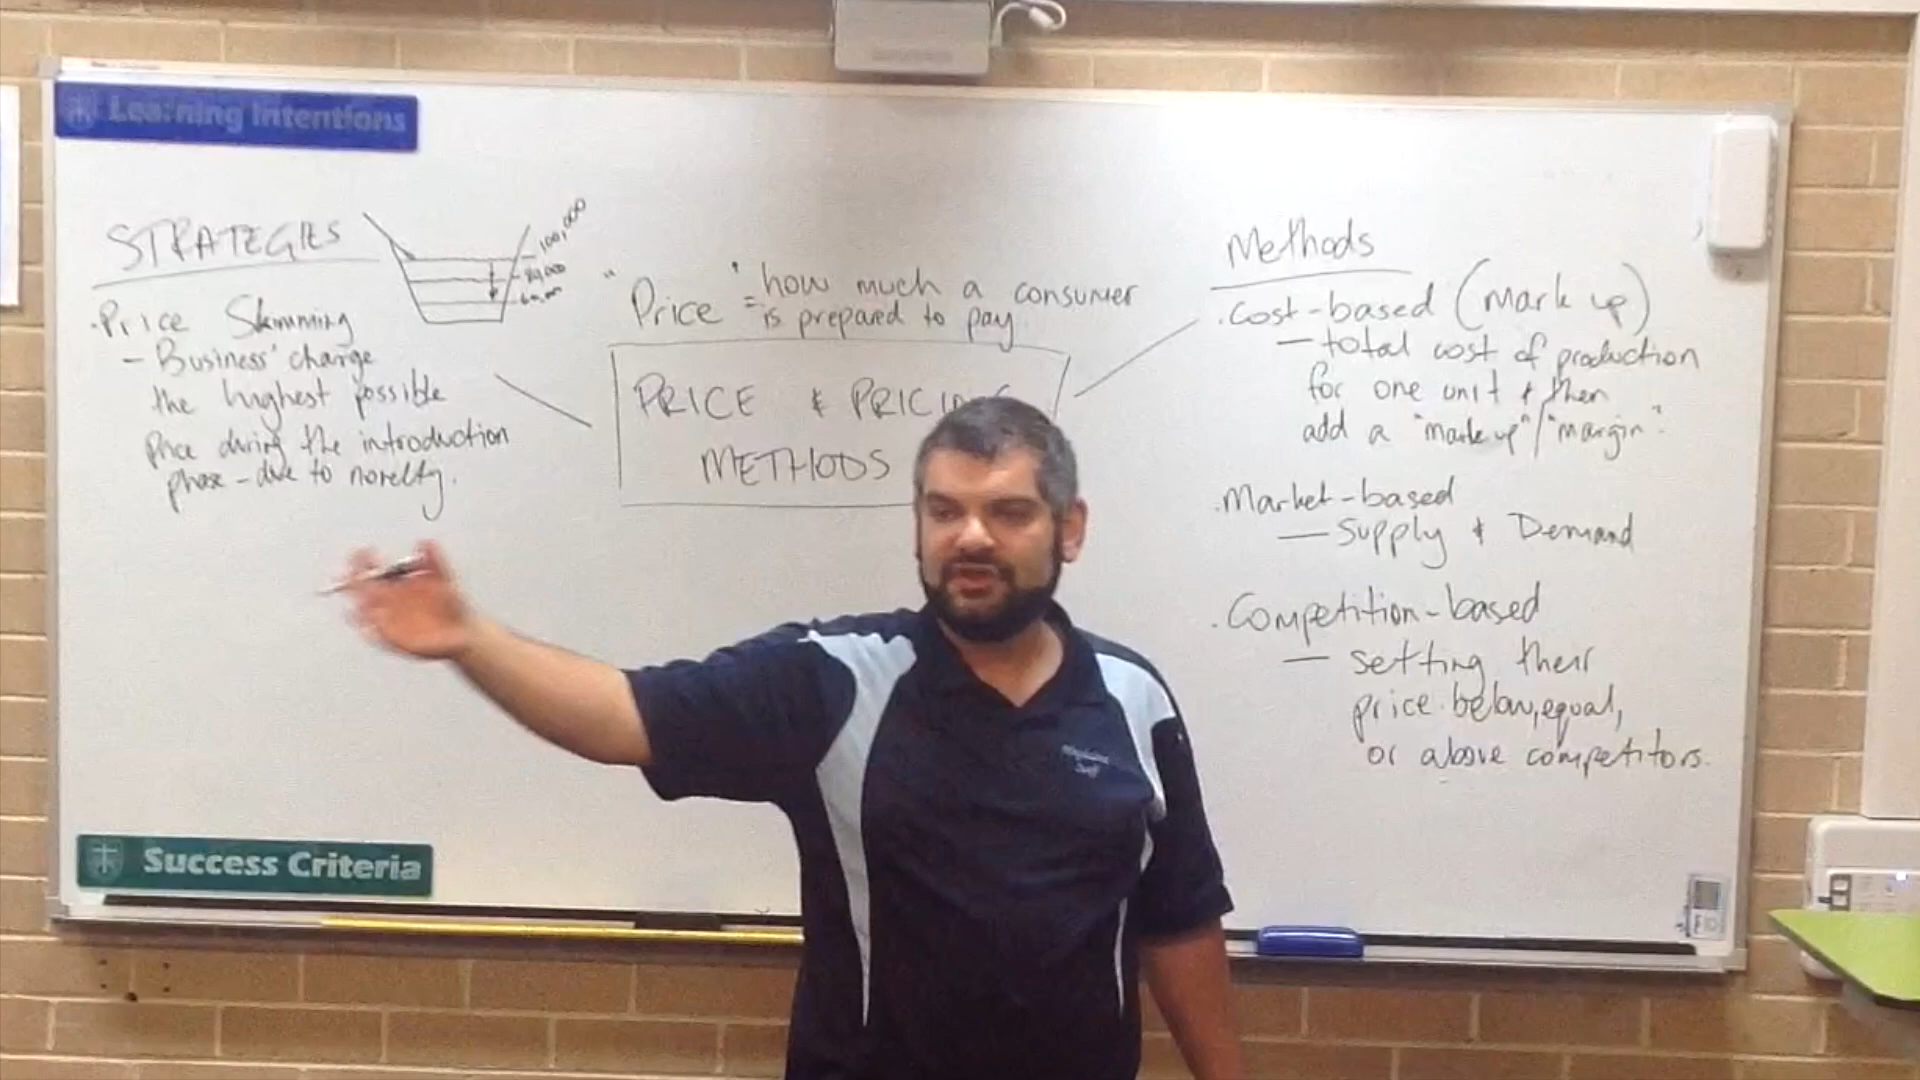 Learning Intentions
STRATEGIES
100,000
· Price Skimming
- Business' charge
the highest possible
Price during the introduction
phase - due to novelty.
"Price" = how much a consumer
is prepared to pay
PRICE & PRICING
METHODS
Methods
· Cost-based (Mark up)
- total cost of production
for one unit & then
add a "mark up"/"margin".
· Market-based
- Supply & Demand
· Competition-based
- setting their
price below, equal,
or above competitors.
Success Criteria